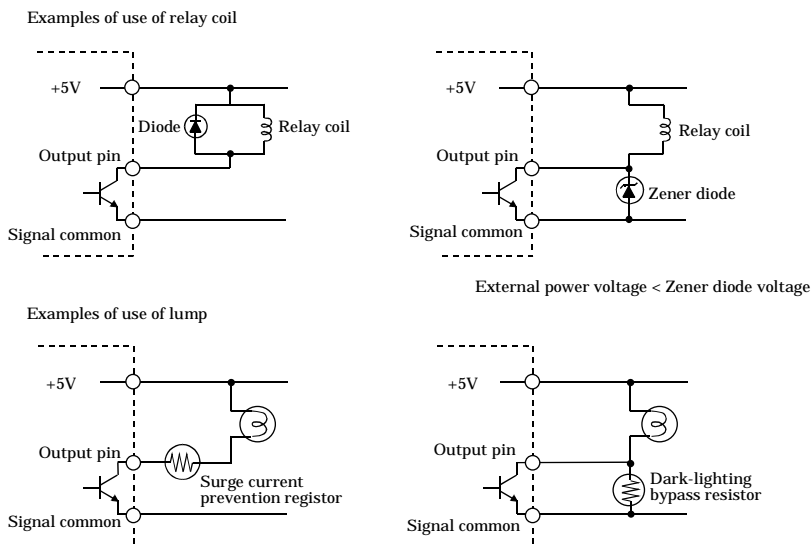 Examples of use of relay coil
+5V
Diode
Relay coil
Output pin
Signal common
+5V
Relay coil
Output pin
Zener diode
Signal common
External power voltage < Zener diode voltage
Examples of use of lump
+5V
Output pin
Surge current
prevention registor
Signal common
+5V
Output pin
Dark-lighting
bypass resistor
Signal common